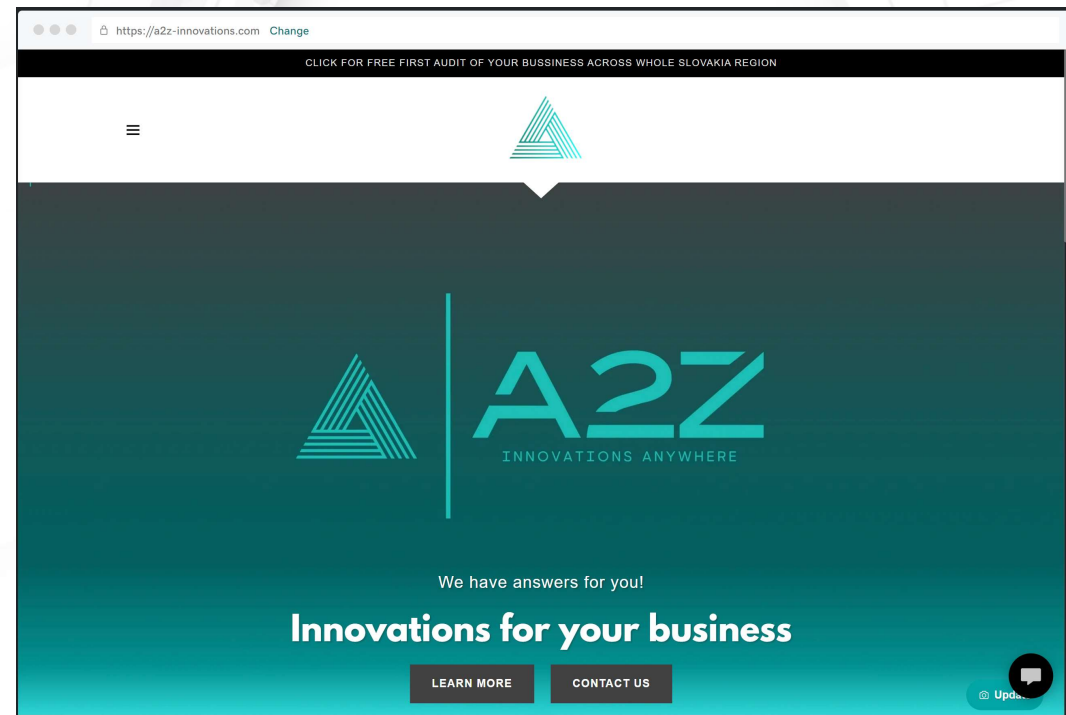 https://a2z-innovations.com Change
CLICK FOR FREE FIRST AUDIT OF YOUR BUSSINESS ACROSS WHOLE SLOVAKIA REGION
A2Z
INNOVATIONS ANYWHERE
We have answers for you!
Innovations for your business
LEARN MORE CONTACT US